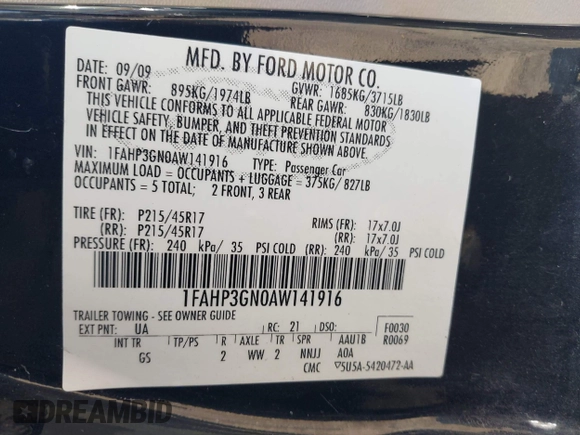 MFD. BY FORD MOTOR CO.
DATE: 09/09 GVWR: 1685KG/3715LB
FRONT GAWR: 895KG/1974LB REAR GAWR: 830KG/1830LB
THIS VEHICLE CONFORMS TO ALL APPLICABLE FEDERAL MOTOR
VEHICLE SAFETY, BUMPER, AND THEFT PREVENTION STANDARDS
IN EFFECT ON THE DATE OF MANUFACTURE SHOWN ABOVE.
VIN: 1FAHP3GN0AW141916 TYPE: Passenger Car
MAXIMUM LOAD = OCCUPANTS + LUGGAGE = 375KG/827LB
OCCUPANTS = 5 TOTAL; 2 FRONT, 3 REAR
TIRE (FR): P215/45R17 RIMS (FR): 17x7.0J
(RR): P215/45R17 (RR): 17x7.0J
PRESSURE (FR): 240 kPa/ 35 PSI COLD (RR): 240 kPa/ 35 PSI COLD
1FAHP3GN0AW141916
TRAILER TOWING - SEE OWNER GUIDE
EXT PNT: UA RC: 21 DSO: F0030
INT TR TP/PS R AXLE TR SPR AAU1B R0069
GS 2 WW 2 NNJJ A0A
CMC ▽5U5A-5420472-AA
DREAMBID